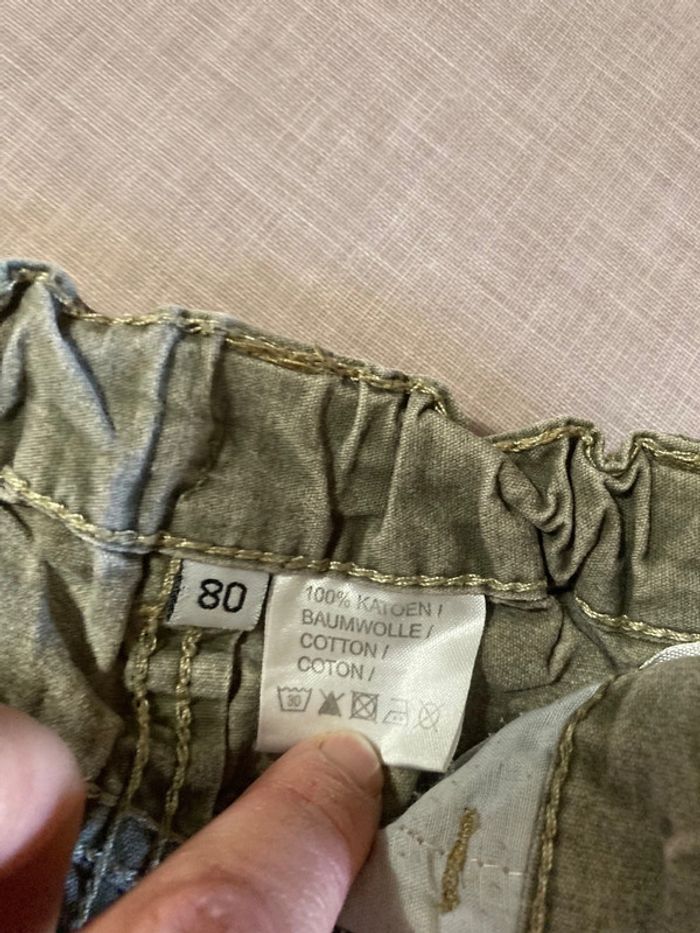 80
100% KATOEN /
BAUMWOLLE /
COTTON /
COTON /
30